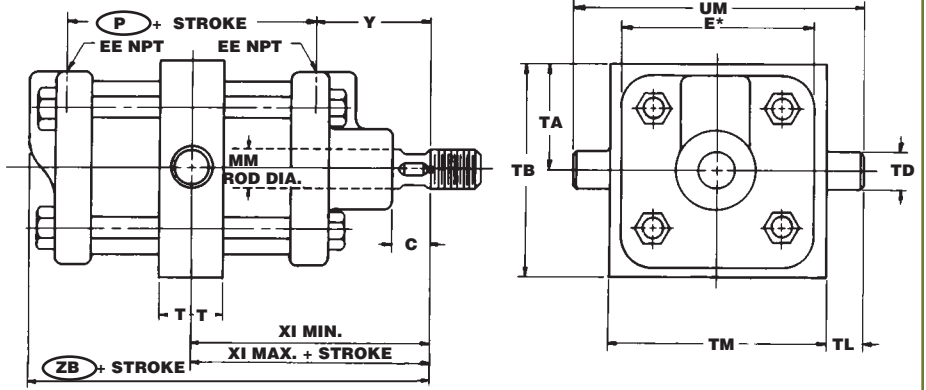 P + STROKE
Y
EE NPT
EE NPT
MM
ROD DIA.
C
T T
XI MIN.
XI MAX. + STROKE
ZB + STROKE
UM
E*
TA
TB
TD
TM
TL